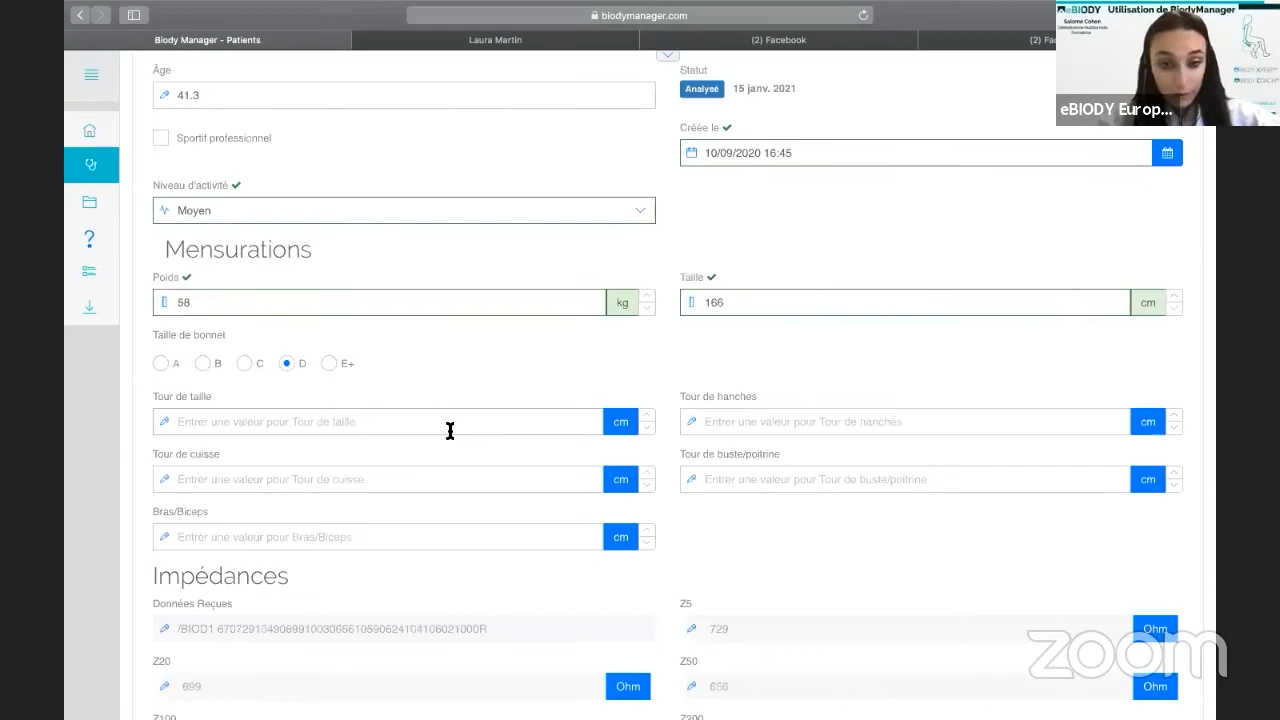 biodymanager.com
Biody Manager - Patients
Laura Martin
(2) Facebook
eBIODY Utilisation de BiodyManager
Salomé Cohen
eBIODY Europ...
Âge
41.3
Statut
Analysé 15 janv. 2021
Sportif professionnel
Créée le
10/09/2020 16:45
Niveau d'activité
Moyen
Mensurations
Poids
58 kg
Taille
166 cm
Taille de bonnet
A B C D E+
Tour de taille
Entrer une valeur pour Tour de taille cm
Tour de hanches
Entrer une valeur pour Tour de hanches cm
Tour de cuisse
Entrer une valeur pour Tour de cuisse cm
Tour de buste/poitrine
Entrer une valeur pour Tour de buste/poitrine cm
Bras/Biceps
Entrer une valeur pour Bras/Biceps cm
Impédances
Données Reçues
Z5
729 Ohm
Z20
699 Ohm
Z50
656 Ohm
Z100
Z200
zoom